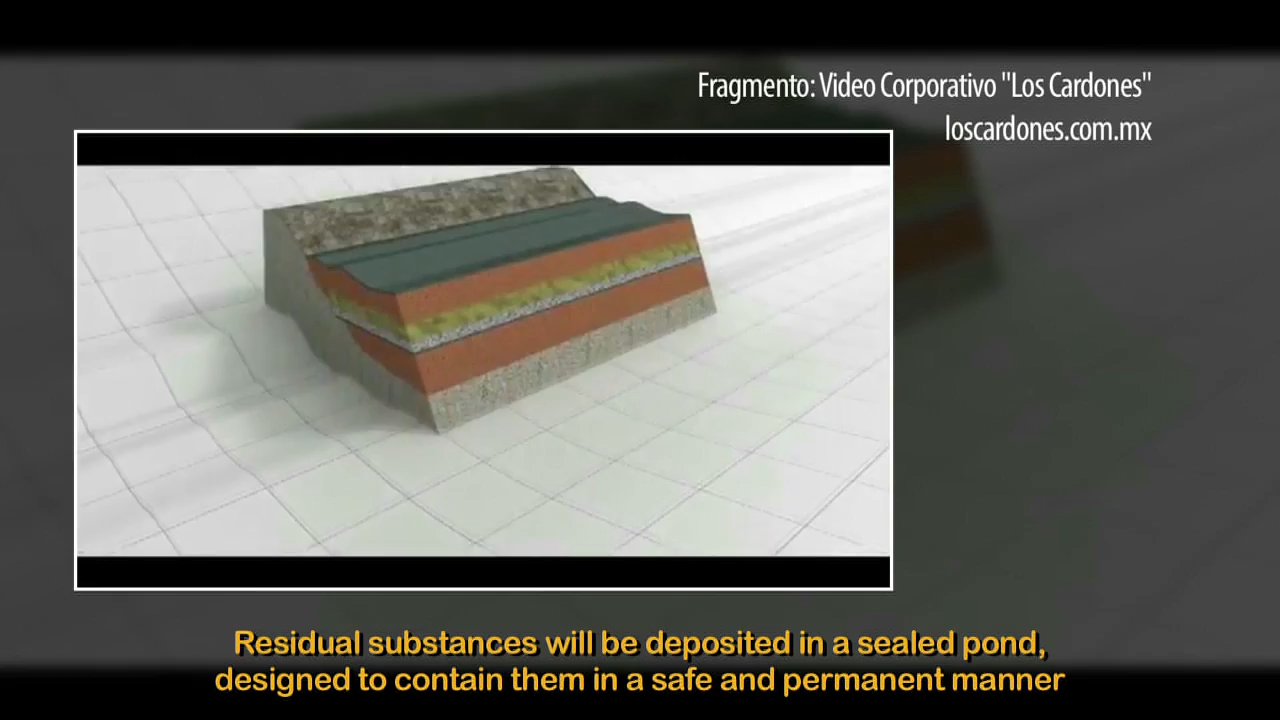 Fragmento: Video Corporativo "Los Cardones"
loscardones.com.mx
Residual substances will be deposited in a sealed pond,
designed to contain them in a safe and permanent manner